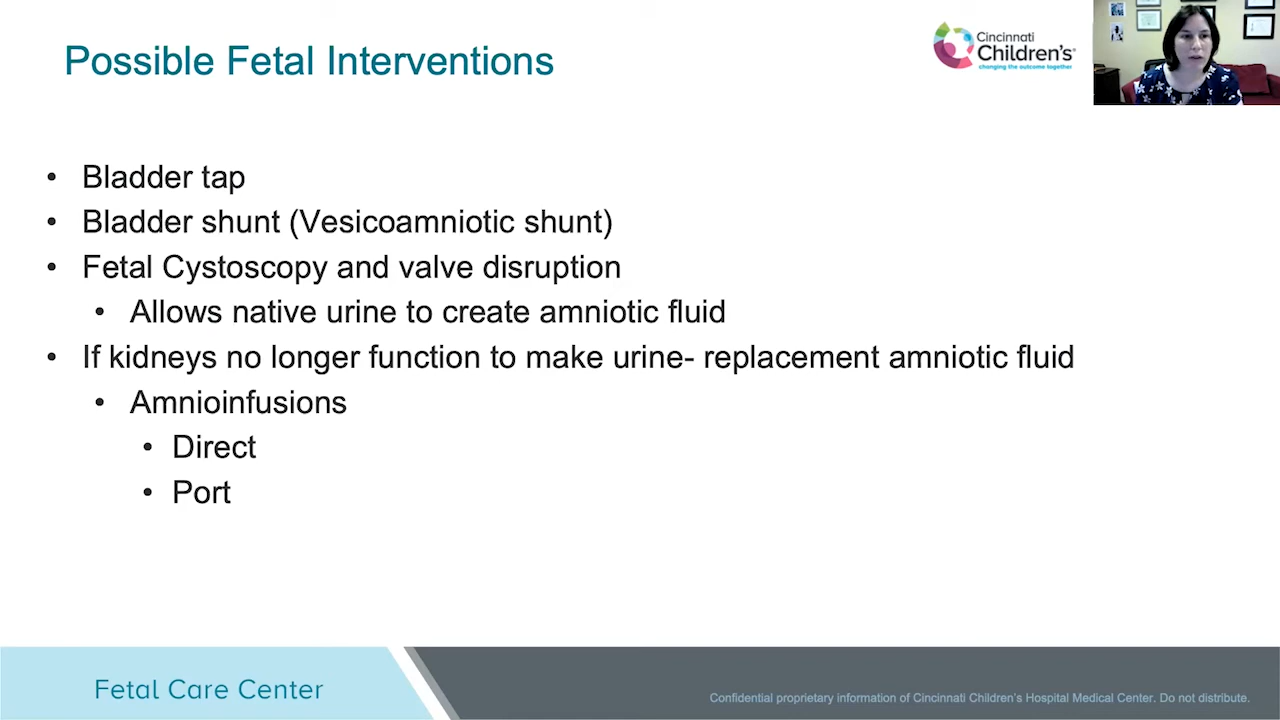 Possible Fetal Interventions
Cincinnati
Children's
changing the outcome together
• Bladder tap
• Bladder shunt (Vesicoamniotic shunt)
• Fetal Cystoscopy and valve disruption
• Allows native urine to create amniotic fluid
• If kidneys no longer function to make urine- replacement amniotic fluid
• Amnioinfusions
• Direct
• Port
Fetal Care Center
Confidential proprietary information of Cincinnati Children's Hospital Medical Center. Do not distribute.